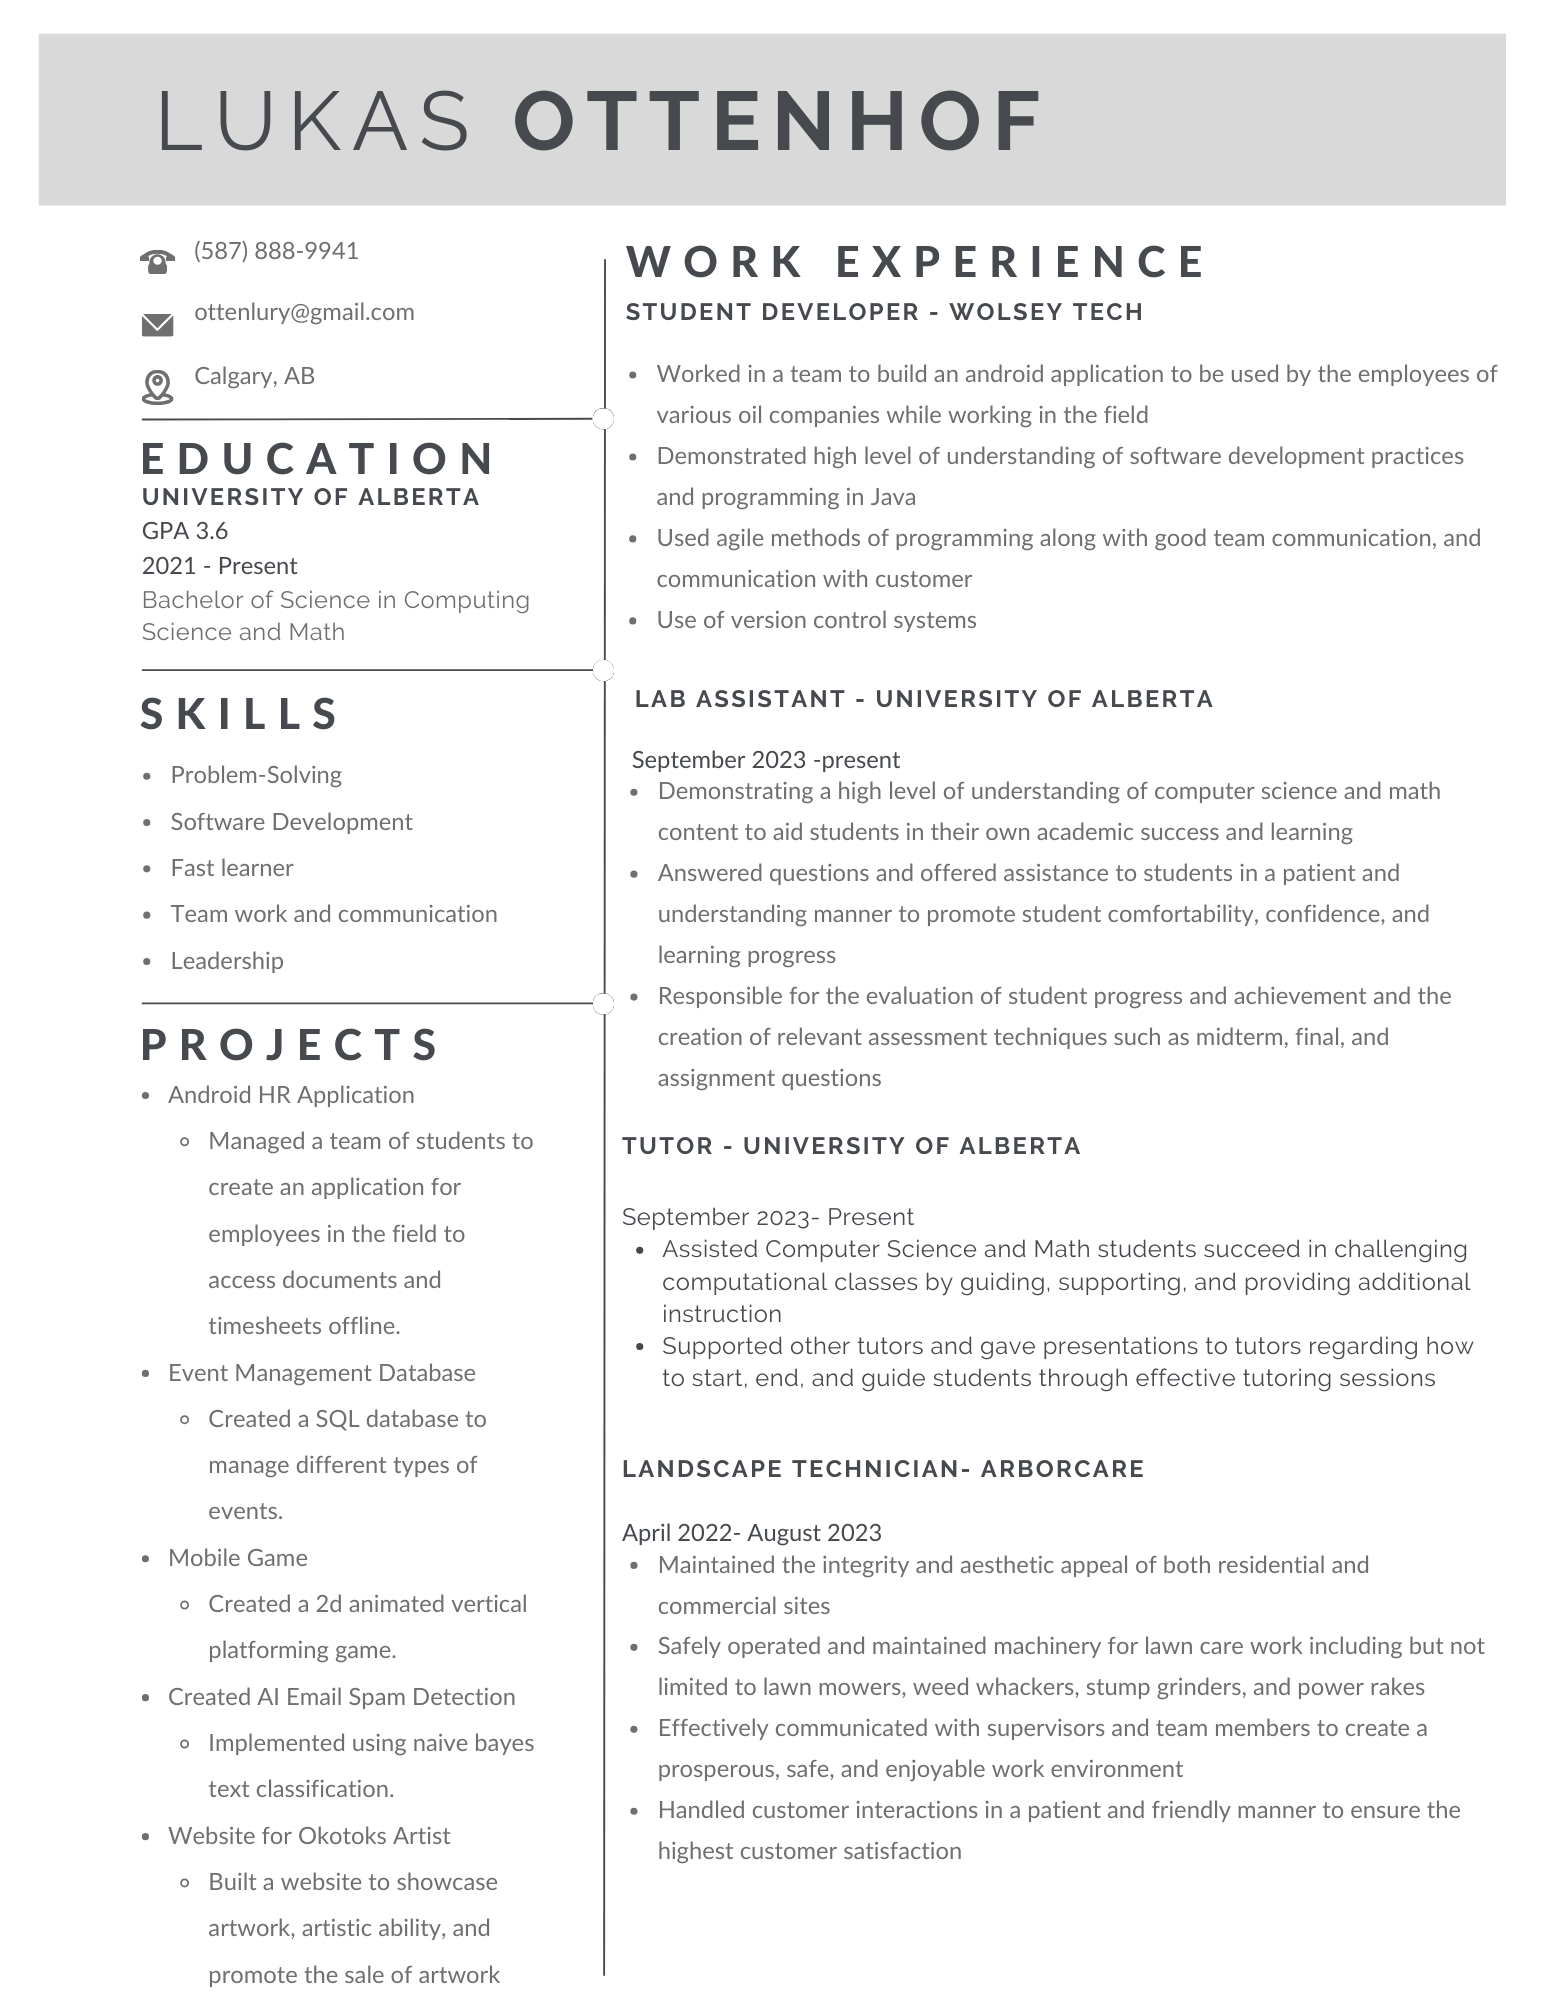 LUKAS OTTENHOF
(587) 888-9941
ottenlury@gmail.com
Calgary, AB
EDUCATION
UNIVERSITY OF ALBERTA
GPA 3.6
2021 - Present
Bachelor of Science in Computing
Science and Math
SKILLS
• Problem-Solving
• Software Development
• Fast learner
• Team work and communication
• Leadership
PROJECTS
• Android HR Application
◦ Managed a team of students to
create an application for
employees in the field to
access documents and
timesheets offline.
• Event Management Database
◦ Created a SQL database to
manage different types of
events.
• Mobile Game
◦ Created a 2d animated vertical
platforming game.
• Created AI Email Spam Detection
◦ Implemented using naive bayes
text classification.
• Website for Okotoks Artist
◦ Built a website to showcase
artwork, artistic ability, and
promote the sale of artwork
WORK EXPERIENCE
STUDENT DEVELOPER - WOLSEY TECH
• Worked in a team to build an android application to be used by the employees of
various oil companies while working in the field
• Demonstrated high level of understanding of software development practices
and programming in Java
• Used agile methods of programming along with good team communication, and
communication with customer
• Use of version control systems
LAB ASSISTANT - UNIVERSITY OF ALBERTA
September 2023 -present
• Demonstrating a high level of understanding of computer science and math
content to aid students in their own academic success and learning
• Answered questions and offered assistance to students in a patient and
understanding manner to promote student comfortability, confidence, and
learning progress
• Responsible for the evaluation of student progress and achievement and the
creation of relevant assessment techniques such as midterm, final, and
assignment questions
TUTOR - UNIVERSITY OF ALBERTA
September 2023- Present
• Assisted Computer Science and Math students succeed in challenging
computational classes by guiding, supporting, and providing additional
instruction
• Supported other tutors and gave presentations to tutors regarding how
to start, end, and guide students through effective tutoring sessions
LANDSCAPE TECHNICIAN- ARBORCARE
April 2022- August 2023
• Maintained the integrity and aesthetic appeal of both residential and
commercial sites
• Safely operated and maintained machinery for lawn care work including but not
limited to lawn mowers, weed whackers, stump grinders, and power rakes
• Effectively communicated with supervisors and team members to create a
prosperous, safe, and enjoyable work environment
• Handled customer interactions in a patient and friendly manner to ensure the
highest customer satisfaction